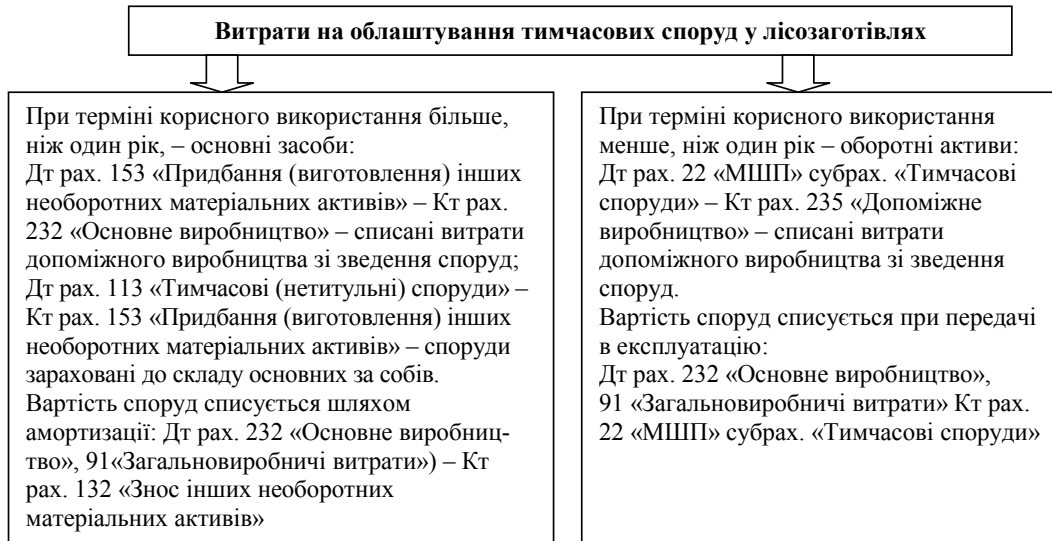 Витрати на облаштування тимчасових споруд у лісозаготівлях
При терміні корисного використання більше,
ніж один рік, – основні засоби:
Дт рах. 153 «Придбання (виготовлення) інших
необоротних матеріальних активів» – Кт рах.
232 «Основне виробництво» – списані витрати
допоміжного виробництва зі зведення споруд;
Дт рах. 113 «Тимчасові (нетитульні) споруди» –
Кт рах. 153 «Придбання (виготовлення) інших
необоротних матеріальних активів» – споруди
зараховані до складу основних за собів.
Вартість споруд списується шляхом
амортизації: Дт рах. 232 «Основне виробниц-
тво», 91«Загальновиробничі витрати») – Кт
рах. 132 «Знос інших необоротних
матеріальних активів»
При терміні корисного використання
менше, ніж один рік – оборотні активи:
Дт рах. 22 «МШП» субрах. «Тимчасові
споруди» – Кт рах. 235 «Допоміжне
виробництво» – списані витрати
допоміжного виробництва зі зведення
споруд.
Вартість споруд списується при передачі
в експлуатацію:
Дт рах. 232 «Основне виробництво»,
91 «Загальновиробничі витрати» Кт рах.
22 «МШП» субрах. «Тимчасові споруди»